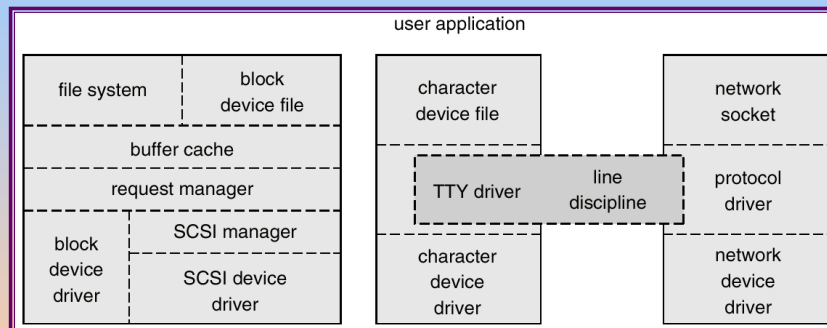 user application
file system
block
device file
buffer cache
request manager
block
device
driver
SCSI manager
SCSI device
driver
character
device file
TTY driver
line
discipline
character
device
driver
network
socket
protocol
driver
network
device
driver